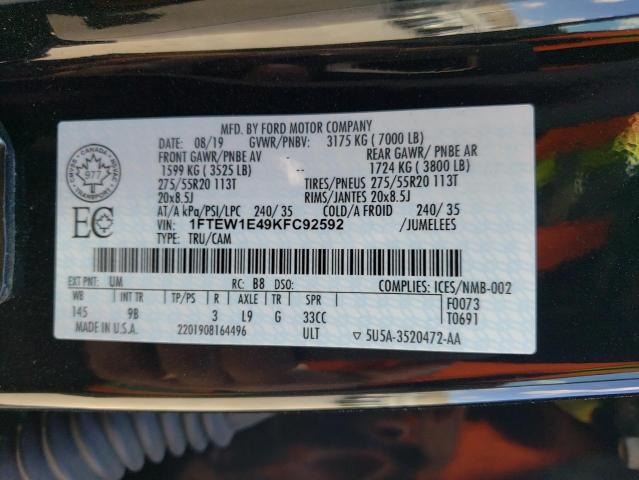 MFD. BY FORD MOTOR COMPANY
DATE: 08/19 GVWR/PNBV: 3175 KG ( 7000 LB)
FRONT GAWR/PNBE AV -- REAR GAWR/ PNBE AR
1599 KG ( 3525 LB) 1724 KG ( 3800 LB)
275/55R20 113T TIRES/PNEUS 275/55R20 113T
20x8.5J RIMS/JANTES 20x8.5J
AT/A kPa/PSI/LPC 240/ 35 COLD/A FROID 240/ 35
VIN: 1FTEW1E49KFC92592 /JUMELEES
TYPE: TRU/CAM
CANADA
977
EC
EXT PNT: UM RC: B8 DSO: COMPLIES: ICES/NMB-002
WB INT TR TP/PS R AXLE TR SPR F0073
145 9B 3 L9 G 33CC T0691
MADE IN U.S.A. 2201908164496 ULT ▽ 5U5A-3520472-AA